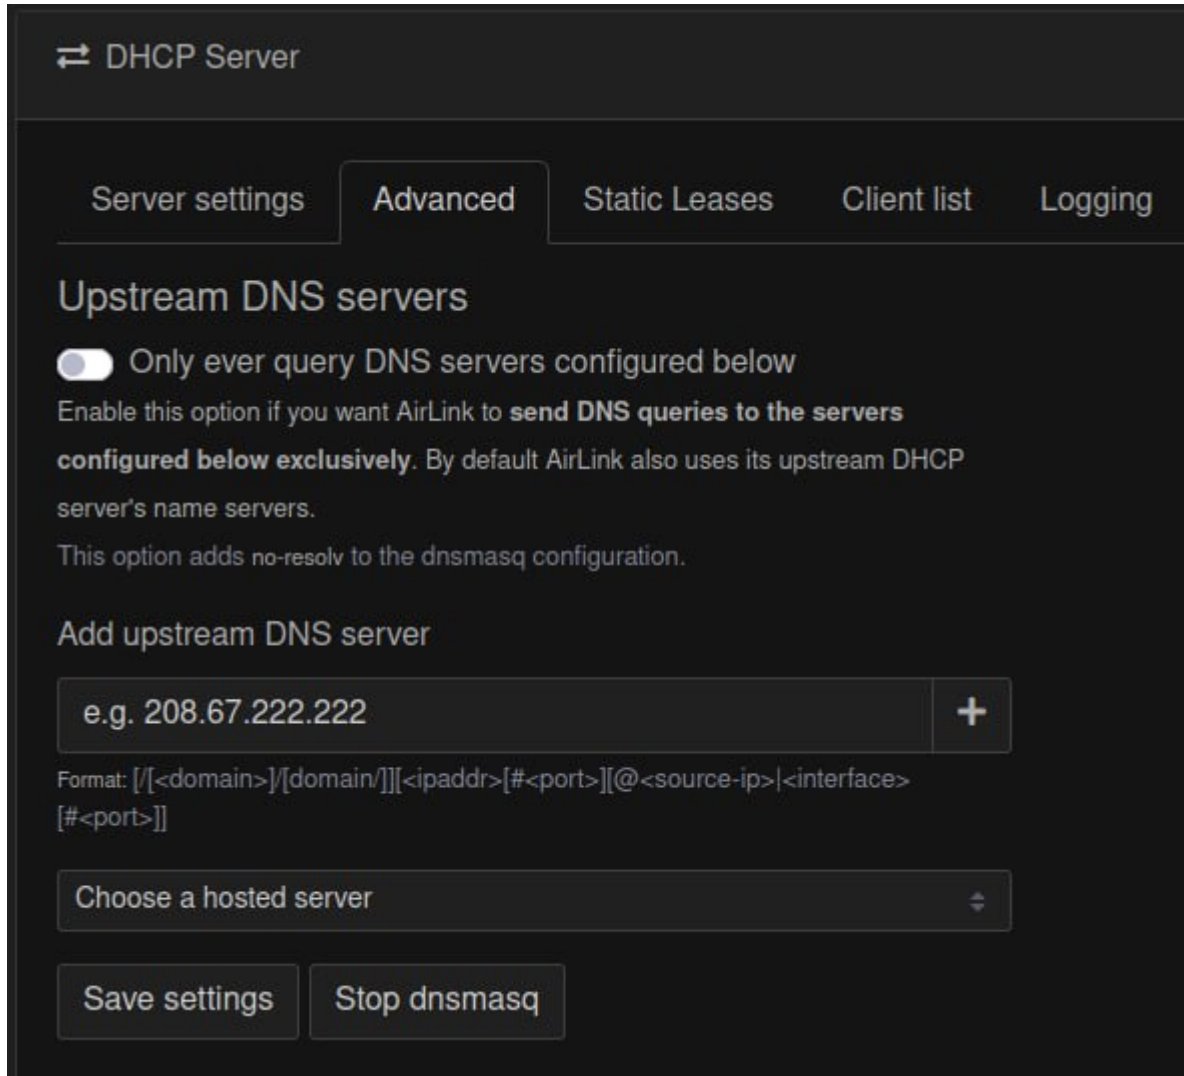 DHCP Server
Server settings Advanced Static Leases Client list Logging
Upstream DNS servers
Only ever query DNS servers configured below
Enable this option if you want AirLink to send DNS queries to the servers
configured below exclusively. By default AirLink also uses its upstream DHCP
server's name servers.
This option adds no-resolv to the dnsmasq configuration.
Add upstream DNS server
e.g. 208.67.222.222
Format: [/[<domain>]/[domain/]][<ipaddr>[#<port>][@<source-ip>|<interface>
[#<port>]]
Choose a hosted server
Save settings Stop dnsmasq